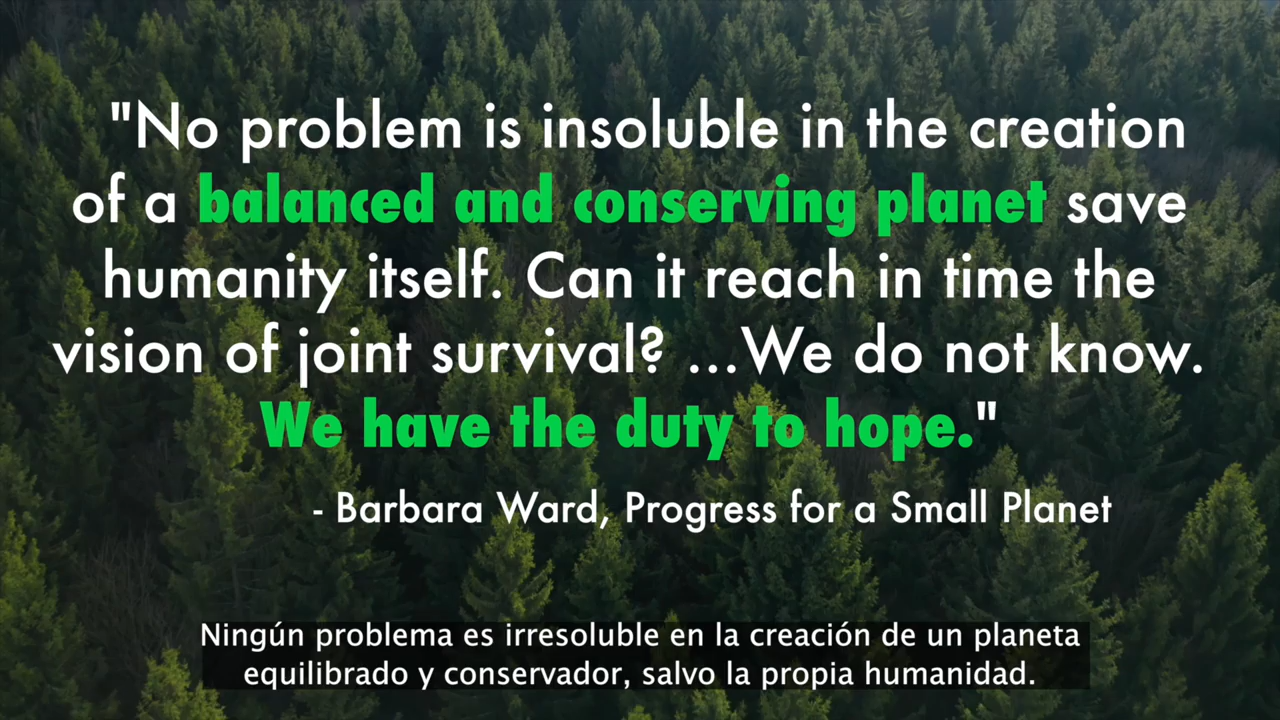 "No problem is insoluble in the creation
of a balanced and conserving planet save
humanity itself. Can it reach in time the
vision of joint survival? ...We do not know.
We have the duty to hope."
- Barbara Ward, Progress for a Small Planet
Ningún problema es irresoluble en la creación de un planeta
equilibrado y conservador, salvo la propia humanidad.